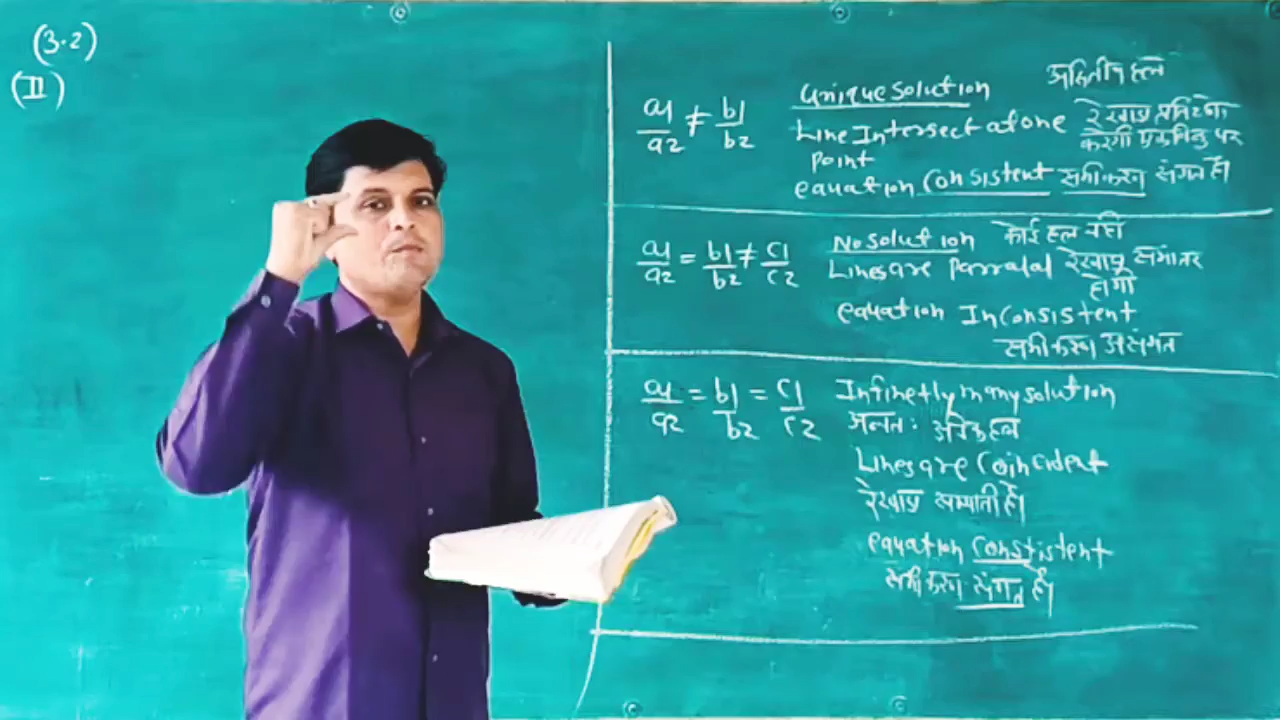 (3.2)
(II)
a1/a2 ≠ b1/b2
Unique solution अद्वितीय हल
Line Intersect at one
point
रेखाए प्रतिच्छेद
करेगी एक बिन्दु पर
equation Consistent समीकरण संगत है।
a1/a2 = b1/b2 ≠ C1/C2
No solution कोई हल नही
Lines are Parralal रेखाए समान्तर
होगी
equation InConsistent
समीकरण असंगत
a1/a2 = b1/b2 = C1/C2
Infinetly many solution
अनन्त: अनेक हल
Lines are Coincident
रेखाए सम्पाती है।
equation Constistent
समीकरण संगत है।